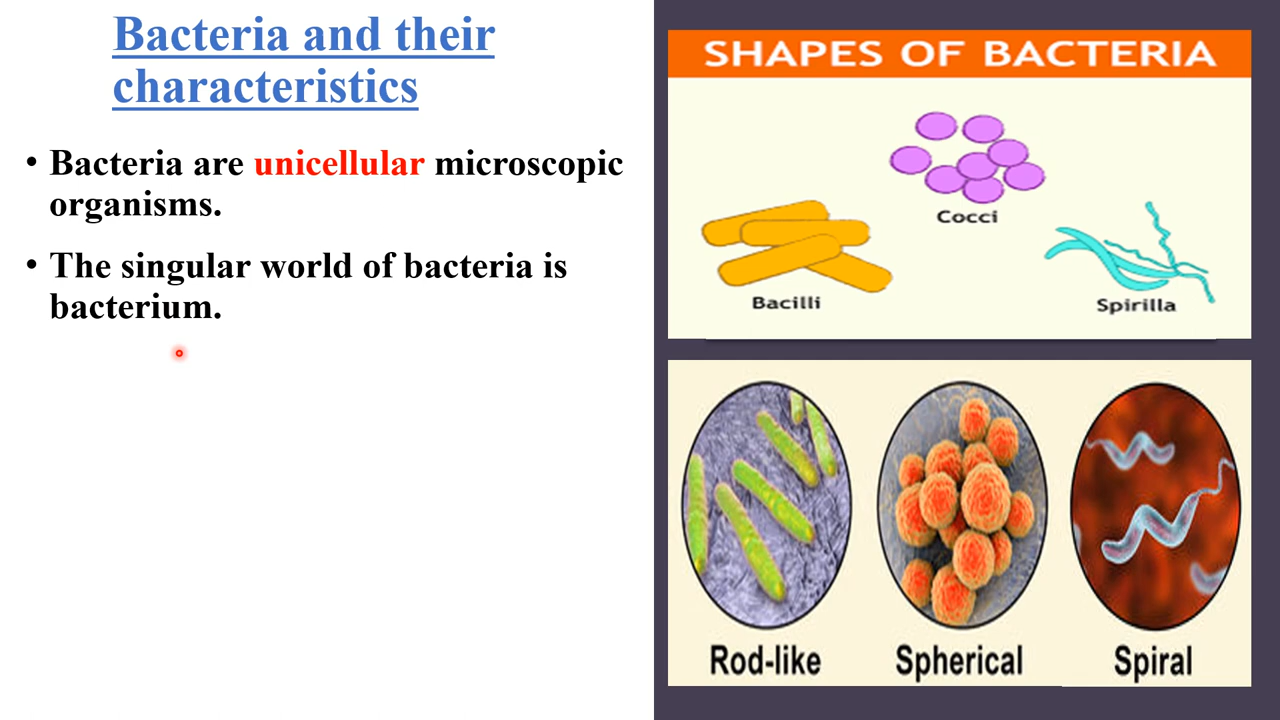 Bacteria and their
characteristics
• Bacteria are unicellular microscopic
organisms.
• The singular world of bacteria is
bacterium.
SHAPES OF BACTERIA
Cocci
Bacilli
Spirilla
Rod-like
Spherical
Spiral